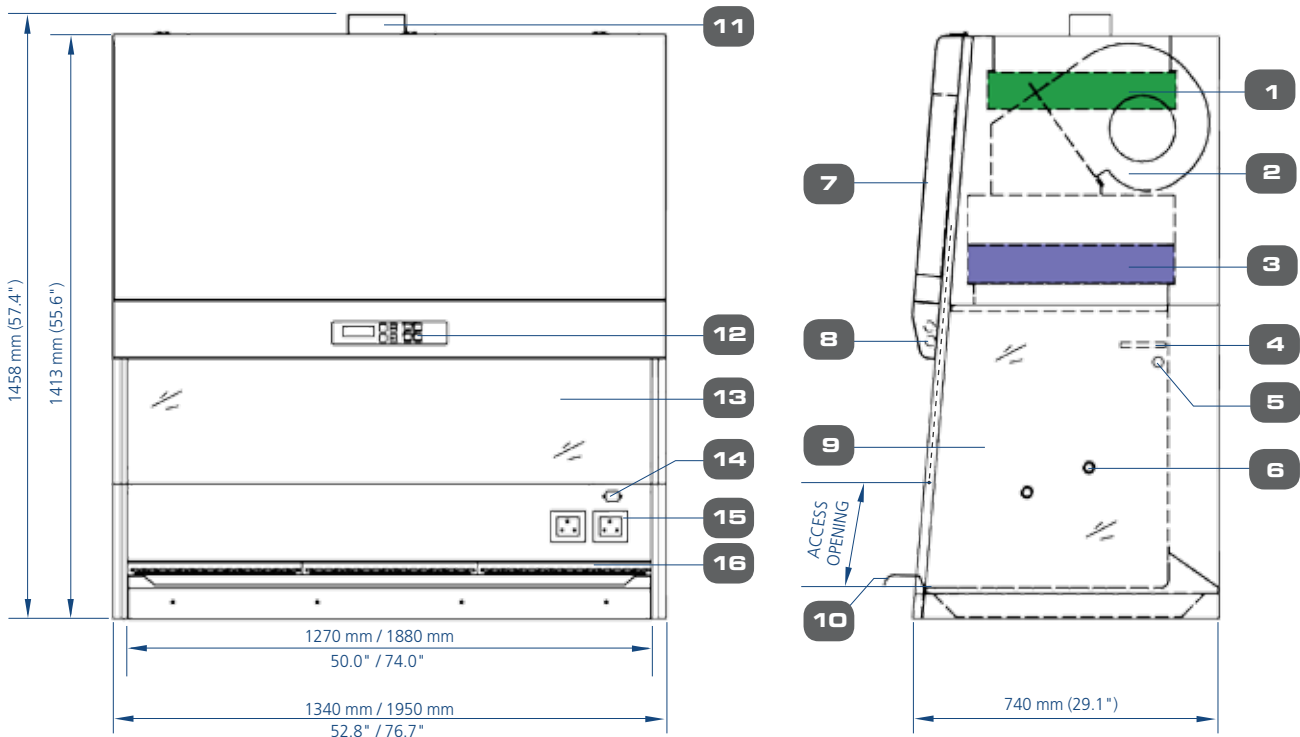 11
1
2
7
3
12
8
4
13
5
9
6
14
15
16
10
1458 mm (57.4")
1413 mm (55.6")
ACCESS
OPENING
1270 mm / 1880 mm
50.0" / 74.0"
1340 mm / 1950 mm
52.8" / 76.7"
740 mm (29.1")